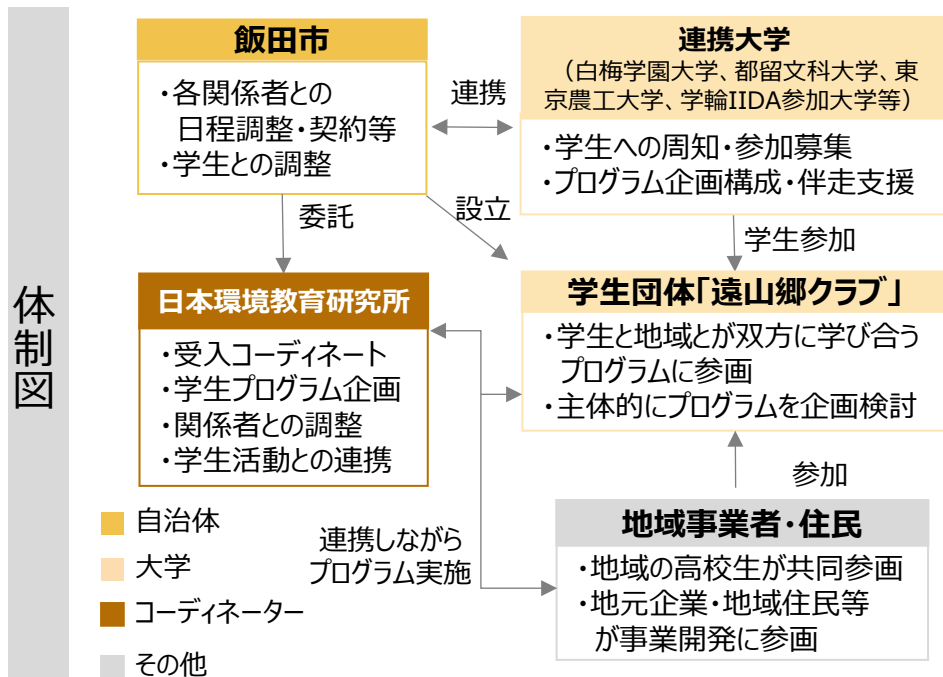 体制図
飯田市
・各関係者との
日程調整・契約等
・学生との調整
連携
連携大学
（白梅学園大学、都留文科大学、東
京農工大学、学輪IIDA参加大学等）
・学生への周知・参加募集
・プログラム企画構成・伴走支援
委託
設立
学生参加
日本環境教育研究所
・受入コーディネート
・学生プログラム企画
・関係者との調整
・学生活動との連携
学生団体「遠山郷クラブ」
・学生と地域とが双方に学び合う
プログラムに参画
・主体的にプログラムを企画検討
参加
連携しながら
プログラム実施
地域事業者・住民
・地域の高校生が共同参画
・地元企業・地域住民等
が事業開発に参画
自治体
大学
コーディネーター
その他